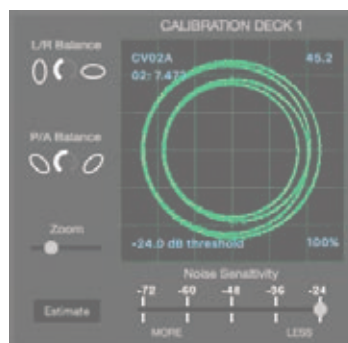 CALIBRATION DECK 1
L/R Balance
P/A Balance
Zoom
Estimate
CV02A 45.2
02: 7.473
-24.0 dB threshold 100%
Noise Sensitivity
-72 -60 -48 -36 -24
MORE LESS